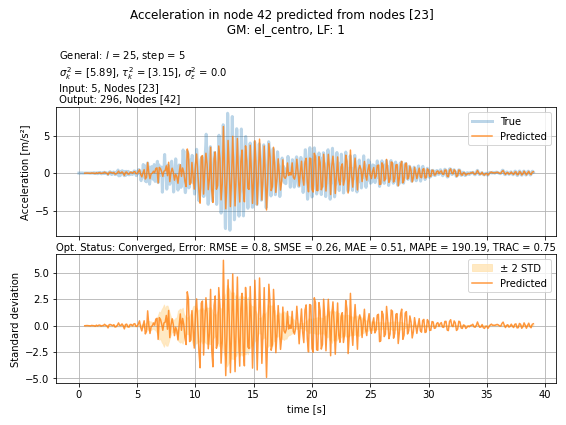 Acceleration in node 42 predicted from nodes [23]
GM: el_centro, LF: 1
General: l = 25, step = 5
σ²ₖ = [5.89], τ²ₖ = [3.15], σ²ε = 0.0
Input: 5, Nodes [23]
Output: 296, Nodes [42]
Acceleration [m/s²]
5
0
−5
True
Predicted
Opt. Status: Converged, Error: RMSE = 0.8, SMSE = 0.26, MAE = 0.51, MAPE = 190.19, TRAC = 0.75
Standard deviation
5.0
2.5
0.0
−2.5
−5.0
± 2 STD
Predicted
0 5 10 15 20 25 30 35 40
time [s]